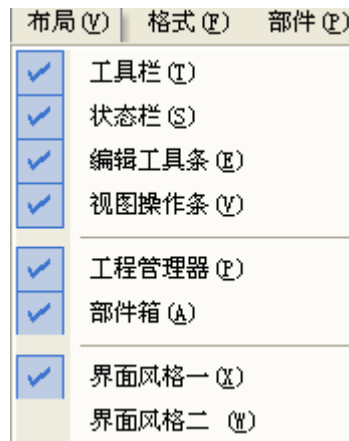 布局(V) 格式(F) 部件(P)
工具栏(T)
状态栏(S)
编辑工具条(E)
视图操作条(V)
工程管理器(P)
部件箱(A)
界面风格一(X)
界面风格二 (W)